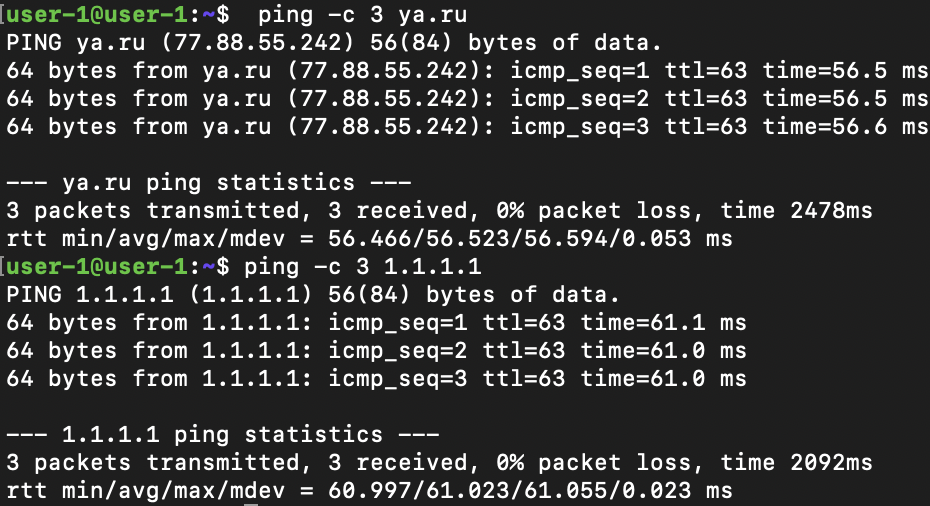 [user-1@user-1:~$  ping -c 3 ya.ru
PING ya.ru (77.88.55.242) 56(84) bytes of data.
64 bytes from ya.ru (77.88.55.242): icmp_seq=1 ttl=63 time=56.5 ms
64 bytes from ya.ru (77.88.55.242): icmp_seq=2 ttl=63 time=56.5 ms
64 bytes from ya.ru (77.88.55.242): icmp_seq=3 ttl=63 time=56.6 ms
--- ya.ru ping statistics ---
3 packets transmitted, 3 received, 0% packet loss, time 2478ms
rtt min/avg/max/mdev = 56.466/56.523/56.594/0.053 ms
[user-1@user-1:~$ ping -c 3 1.1.1.1
PING 1.1.1.1 (1.1.1.1) 56(84) bytes of data.
64 bytes from 1.1.1.1: icmp_seq=1 ttl=63 time=61.1 ms
64 bytes from 1.1.1.1: icmp_seq=2 ttl=63 time=61.0 ms
64 bytes from 1.1.1.1: icmp_seq=3 ttl=63 time=61.0 ms
--- 1.1.1.1 ping statistics ---
3 packets transmitted, 3 received, 0% packet loss, time 2092ms
rtt min/avg/max/mdev = 60.997/61.023/61.055/0.023 ms